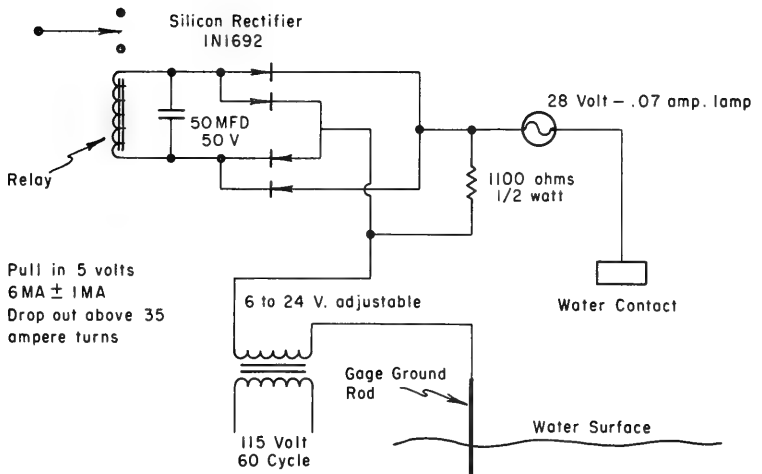 Silicon Rectifier
1N1692
28 Volt – .07 amp. lamp
50 MFD
50 V
Relay
1100 ohms
1/2 watt
Pull in 5 volts
6 MA ± 1 MA
Drop out above 35
ampere turns
6 to 24 V. adjustable
Water Contact
Gage Ground
Rod
Water Surface
115 Volt
60 Cycle